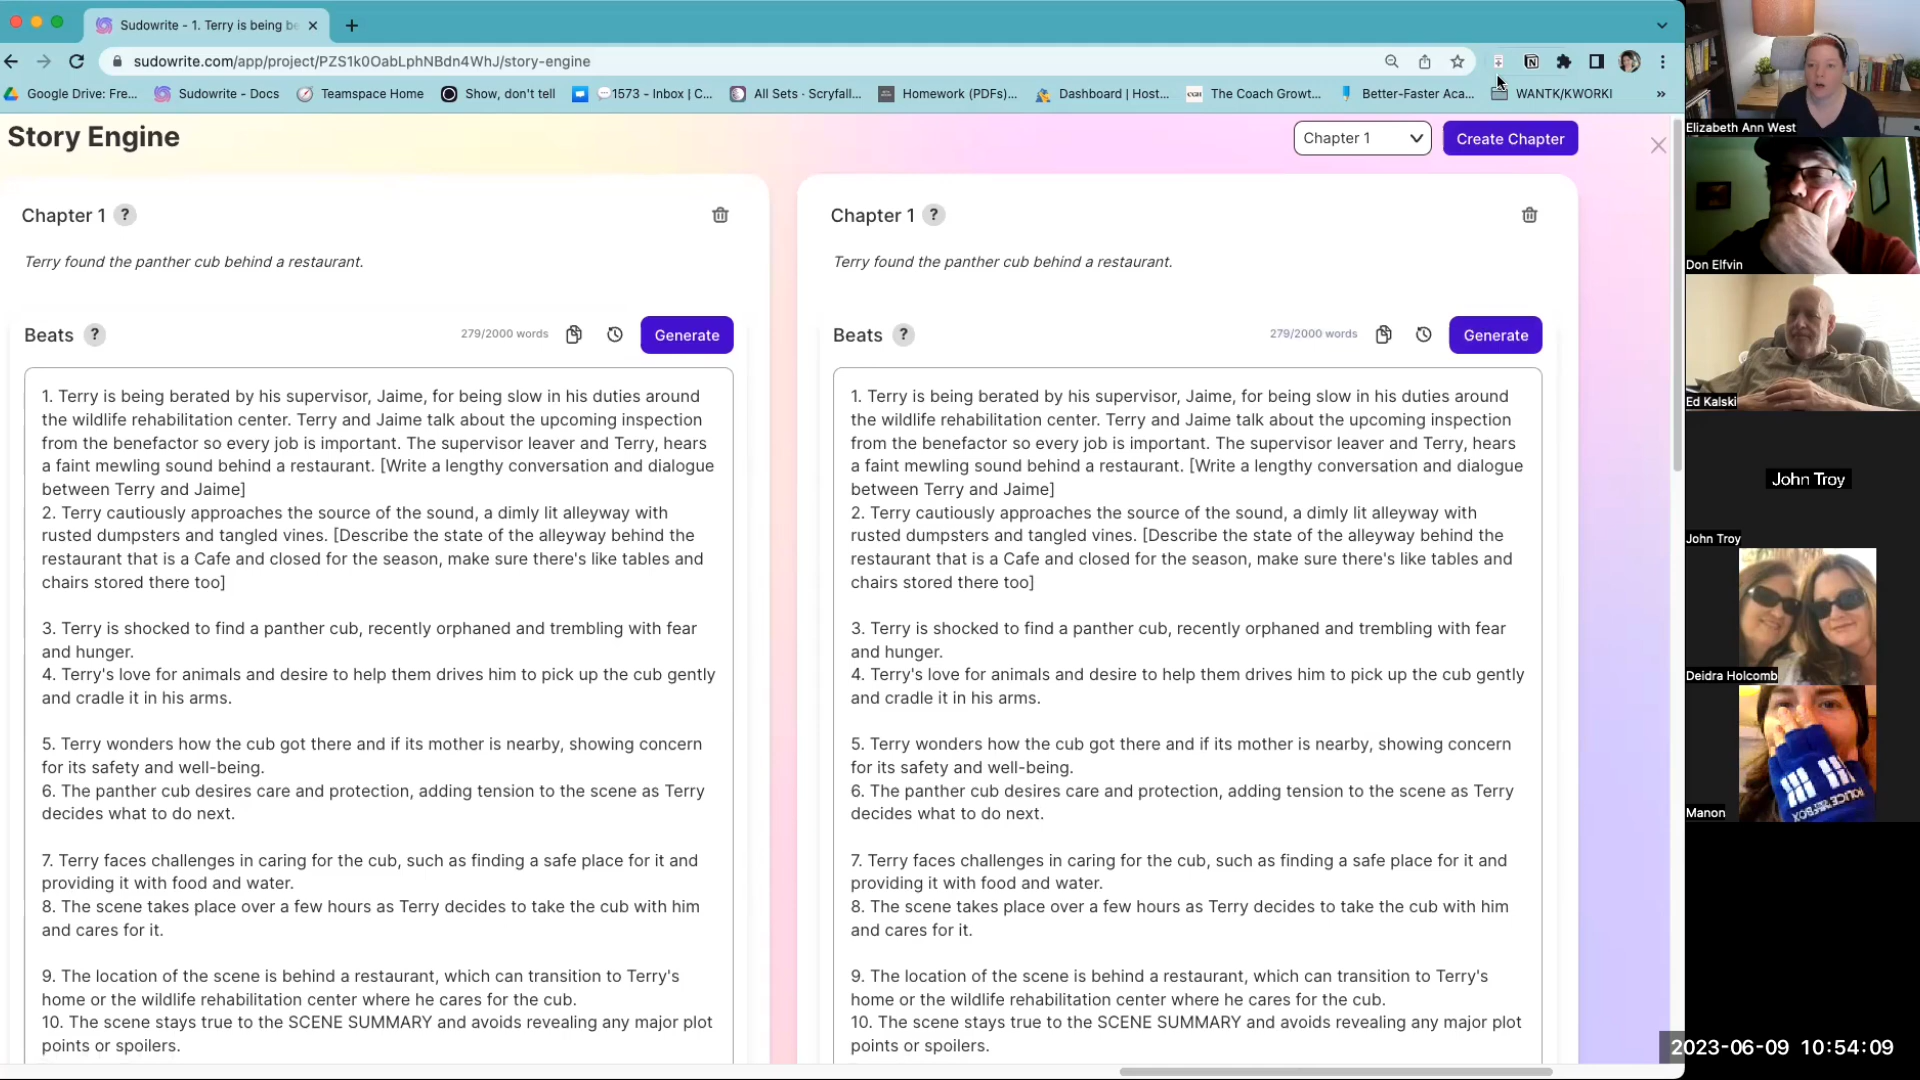 Sudowrite - 1. Terry is being be
sudowrite.com/app/project/PZS1k0OabLphNBdn4WhJ/story-engine
Google Drive: Fre...
Sudowrite - Docs
Teamspace Home
Show, don't tell
1573 - Inbox | C...
All Sets - Scryfall...
Homework (PDFs)...
Dashboard | Host...
The Coach Growt...
Better-Faster Aca...
WANTK/KWORKI
»
Story Engine
Chapter 1
Create Chapter
Chapter 1 ?
Terry found the panther cub behind a restaurant.
Beats ?
279/2000 words
Generate
1. Terry is being berated by his supervisor, Jaime, for being slow in his duties around
the wildlife rehabilitation center. Terry and Jaime talk about the upcoming inspection
from the benefactor so every job is important. The supervisor leaver and Terry, hears
a faint mewling sound behind a restaurant. [Write a lengthy conversation and dialogue
between Terry and Jaime]
2. Terry cautiously approaches the source of the sound, a dimly lit alleyway with
rusted dumpsters and tangled vines. [Describe the state of the alleyway behind the
restaurant that is a Cafe and closed for the season, make sure there's like tables and
chairs stored there too]
3. Terry is shocked to find a panther cub, recently orphaned and trembling with fear
and hunger.
4. Terry's love for animals and desire to help them drives him to pick up the cub gently
and cradle it in his arms.
5. Terry wonders how the cub got there and if its mother is nearby, showing concern
for its safety and well-being.
6. The panther cub desires care and protection, adding tension to the scene as Terry
decides what to do next.
7. Terry faces challenges in caring for the cub, such as finding a safe place for it and
providing it with food and water.
8. The scene takes place over a few hours as Terry decides to take the cub with him
and cares for it.
9. The location of the scene is behind a restaurant, which can transition to Terry's
home or the wildlife rehabilitation center where he cares for the cub.
10. The scene stays true to the SCENE SUMMARY and avoids revealing any major plot
points or spoilers.
Chapter 1 ?
Terry found the panther cub behind a restaurant.
Beats ?
279/2000 words
Generate
1. Terry is being berated by his supervisor, Jaime, for being slow in his duties around
the wildlife rehabilitation center. Terry and Jaime talk about the upcoming inspection
from the benefactor so every job is important. The supervisor leaver and Terry, hears
a faint mewling sound behind a restaurant. [Write a lengthy conversation and dialogue
between Terry and Jaime]
2. Terry cautiously approaches the source of the sound, a dimly lit alleyway with
rusted dumpsters and tangled vines. [Describe the state of the alleyway behind the
restaurant that is a Cafe and closed for the season, make sure there's like tables and
chairs stored there too]
3. Terry is shocked to find a panther cub, recently orphaned and trembling with fear
and hunger.
4. Terry's love for animals and desire to help them drives him to pick up the cub gently
and cradle it in his arms.
5. Terry wonders how the cub got there and if its mother is nearby, showing concern
for its safety and well-being.
6. The panther cub desires care and protection, adding tension to the scene as Terry
decides what to do next.
7. Terry faces challenges in caring for the cub, such as finding a safe place for it and
providing it with food and water.
8. The scene takes place over a few hours as Terry decides to take the cub with him
and cares for it.
9. The location of the scene is behind a restaurant, which can transition to Terry's
home or the wildlife rehabilitation center where he cares for the cub.
10. The scene stays true to the SCENE SUMMARY and avoids revealing any major plot
points or spoilers.
Elizabeth Ann West
Don Elfvin
Ed Kalski
John Troy
John Troy
Deidra Holcomb
POLICE BOX
Manon
2023-06-09 10:54:09